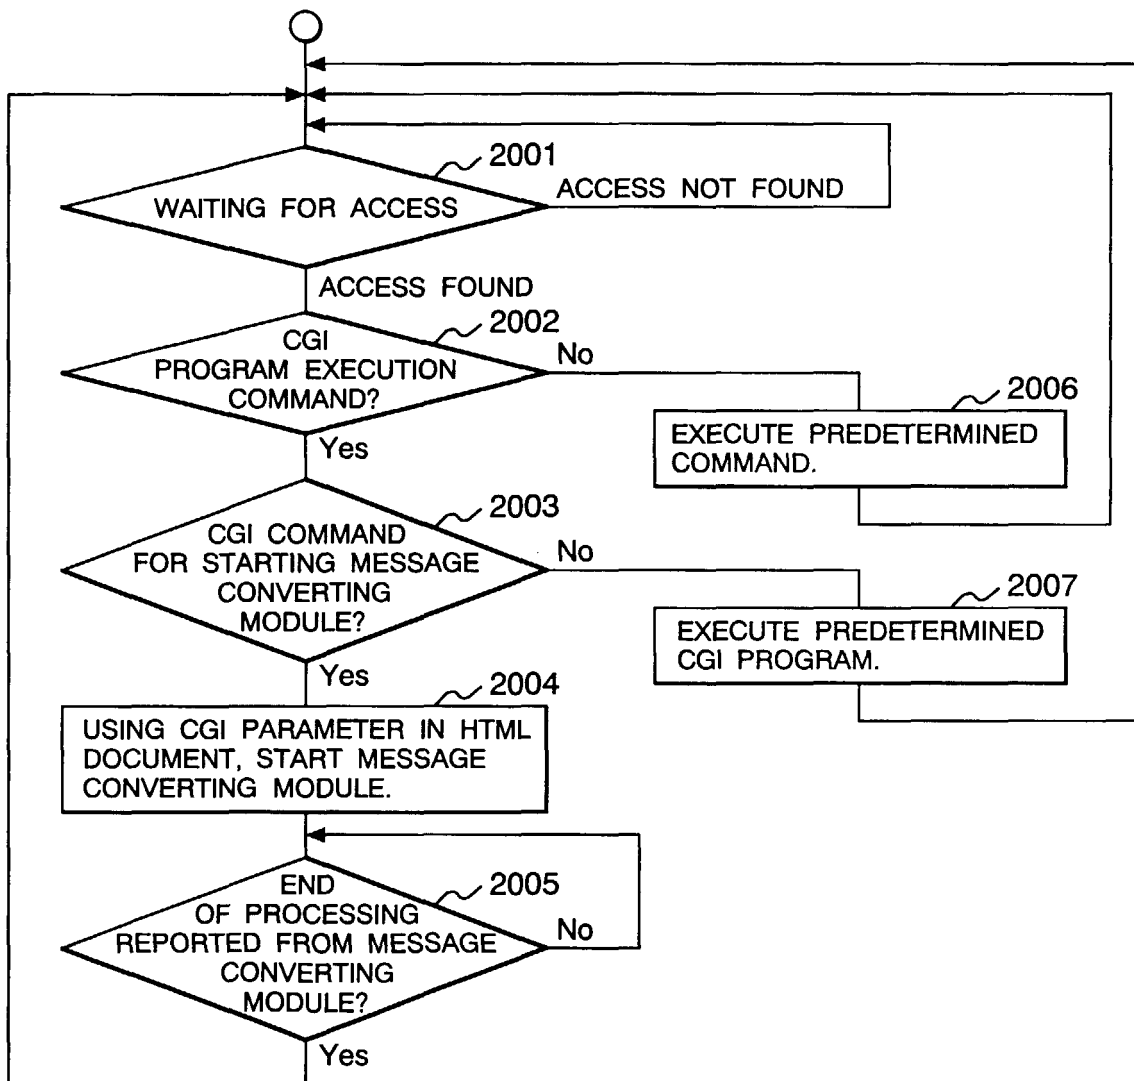 2001
WAITING FOR ACCESS
ACCESS NOT FOUND
ACCESS FOUND
2002
CGI
PROGRAM EXECUTION
COMMAND?
No
Yes
2006
EXECUTE PREDETERMINED
COMMAND.
2003
CGI COMMAND
FOR STARTING MESSAGE
CONVERTING
MODULE?
No
Yes
2007
EXECUTE PREDETERMINED
CGI PROGRAM.
2004
USING CGI PARAMETER IN HTML
DOCUMENT, START MESSAGE
CONVERTING MODULE.
2005
END
OF PROCESSING
REPORTED FROM MESSAGE
CONVERTING
MODULE?
No
Yes